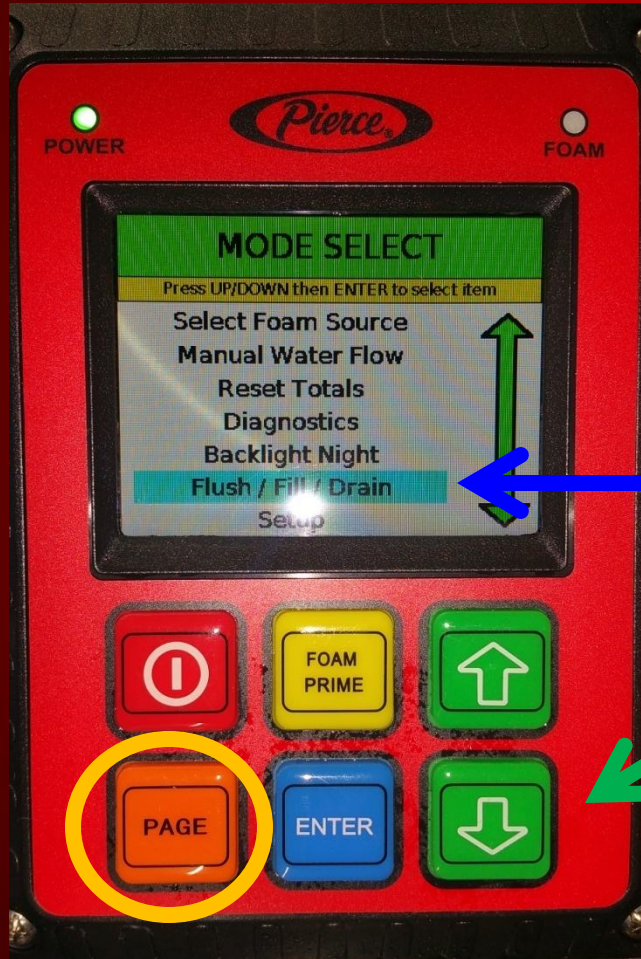 Pierce®
POWER
FOAM
MODE SELECT
Press UP/DOWN then ENTER to select item
Select Foam Source
Manual Water Flow
Reset Totals
Diagnostics
Backlight Night
Flush / Fill / Drain
Setup
FOAM
PRIME
PAGE
ENTER